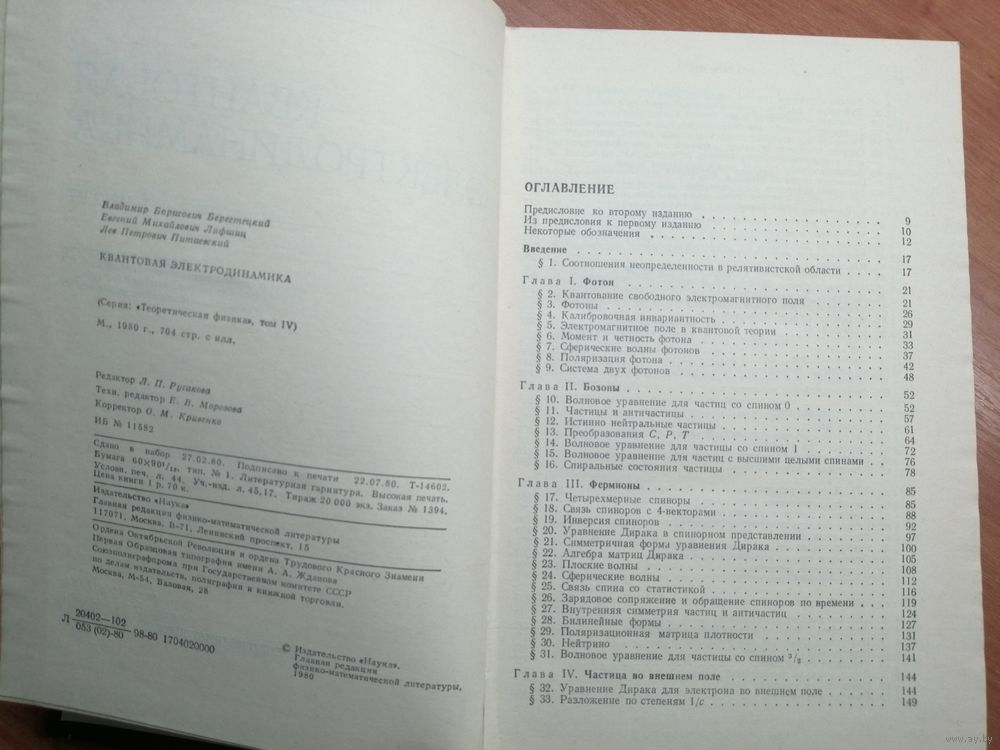 Владимир Борисович Берестецкий
Евгений Михайлович Лифшиц
Лев Петрович Питаевский
КВАНТОВАЯ ЭЛЕКТРОДИНАМИКА
(Серия: «Теоретическая физика», том IV)
М., 1980 г., 704 стр. с илл.
Редактор Л. П. Русакова
Техн. редактор Е. В. Морозова
Корректор О. М. Кривенко
ИБ № 11582
Сдано в набор 27.02.80. Подписано к печати 22.07.80. Т-14602.
Бумага 60×90¹/₁₆, тип. № 1. Литературная гарнитура. Высокая печать.
Услови. печ. л. 44. Уч.-изд. л. 45,17. Тираж 20 000 экз. Заказ № 1394.
Цена книги 1 р. 70 к.
Издательство «Наука»
Главная редакция физико-математической литературы
117071, Москва, В-71, Ленинский проспект, 15
Ордена Октябрьской Революции и ордена Трудового Красного Знамени
Первая Образцовая типография имени А. А. Жданова
Союзполиграфпрома при Государственном комитете СССР
по делам издательств, полиграфии и книжной торговли.
Москва, М-54, Валовая, 28
Л 20402—102 / 053 (02)-80 98-80 1704020000
© Издательство «Наука».
Главная редакция
физико-математической литературы,
1980
ОГЛАВЛЕНИЕ
Предисловие ко второму изданию 9
Из предисловия к первому изданию 10
Некоторые обозначения 12
Введение 17
§ 1. Соотношения неопределенности в релятивистской области 17
Глава I. Фотон 21
§ 2. Квантование свободного электромагнитного поля 21
§ 3. Фотоны 26
§ 4. Калибровочная инвариантность 29
§ 5. Электромагнитное поле в квантовой теории 31
§ 6. Момент и четность фотона 33
§ 7. Сферические волны фотонов 37
§ 8. Поляризация фотона 42
§ 9. Система двух фотонов 48
Глава II. Бозоны 52
§ 10. Волновое уравнение для частиц со спином 0 52
§ 11. Частицы и античастицы 57
§ 12. Истинно нейтральные частицы 61
§ 13. Преобразования C, P, T 64
§ 14. Волновое уравнение для частицы со спином 1 72
§ 15. Волновое уравнение для частиц с высшими целыми спинами 76
§ 16. Спиральные состояния частицы 78
Глава III. Фермионы 85
§ 17. Четырехмерные спиноры 85
§ 18. Связь спиноров с 4-векторами 88
§ 19. Инверсия спиноров 92
§ 20. Уравнение Дирака в спинорном представлении 97
§ 21. Симметричная форма уравнения Дирака 100
§ 22. Алгебра матриц Дирака 105
§ 23. Плоские волны 108
§ 24. Сферические волны 112
§ 25. Связь спина со статистикой 116
§ 26. Зарядовое сопряжение и обращение спиноров по времени 119
§ 27. Внутренняя симметрия частиц и античастиц 124
§ 28. Билинейные формы 127
§ 29. Поляризационная матрица плотности 131
§ 30. Нейтрино 137
§ 31. Волновое уравнение для частицы со спином ³/₂ 141
Глава IV. Частица во внешнем поле 144
§ 32. Уравнение Дирака для электрона во внешнем поле 144
§ 33. Разложение по степеням 1/c 149
www.ay.by